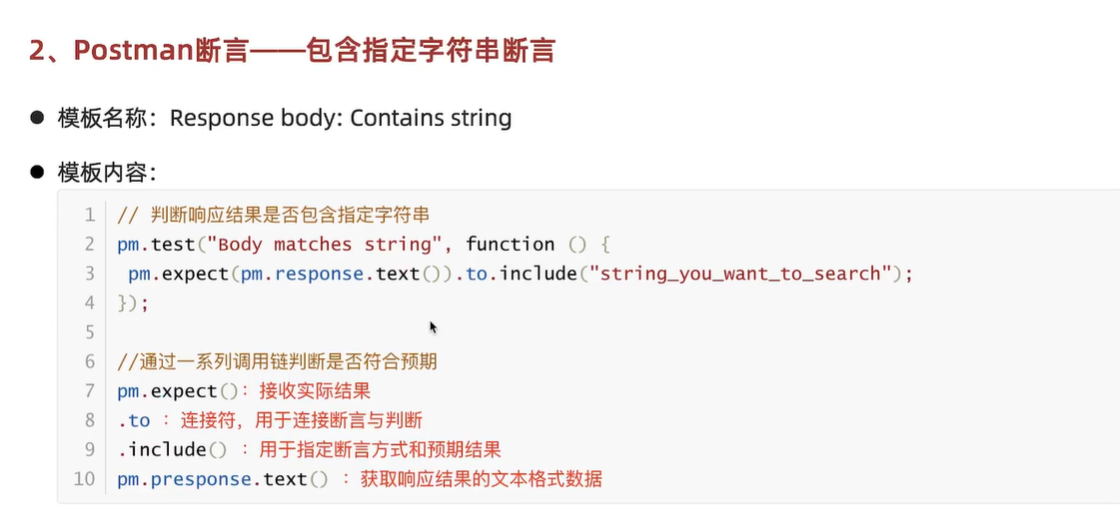 2、Postman断言——包含指定字符串断言
● 模板名称：Response body: Contains string
● 模板内容：
1 // 判断响应结果是否包含指定字符串
2 pm.test("Body matches string", function () {
3 pm.expect(pm.response.text()).to.include("string_you_want_to_search");
4 });
5
6 //通过一系列调用链判断是否符合预期
7 pm.expect()：接收实际结果
8 .to ：连接符，用于连接断言与判断
9 .include() ：用于指定断言方式和预期结果
10 pm.presponse.text() ：获取响应结果的文本格式数据